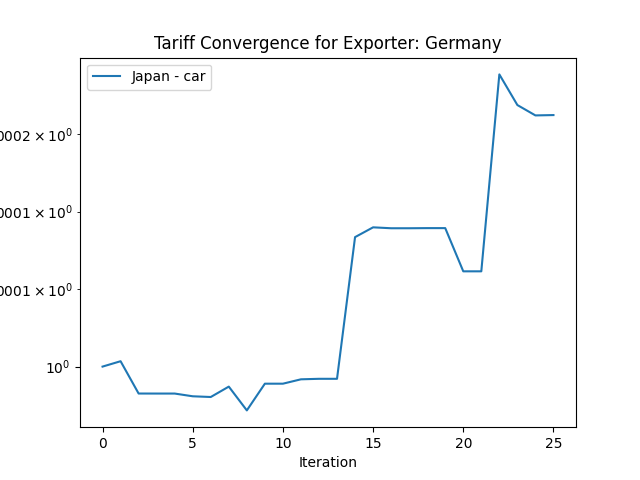 Tariff Convergence for Exporter: Germany
Japan - car
0002 × 10⁰
0001 × 10⁰
0001 × 10⁰
10⁰
0 5 10 15 20 25
Iteration